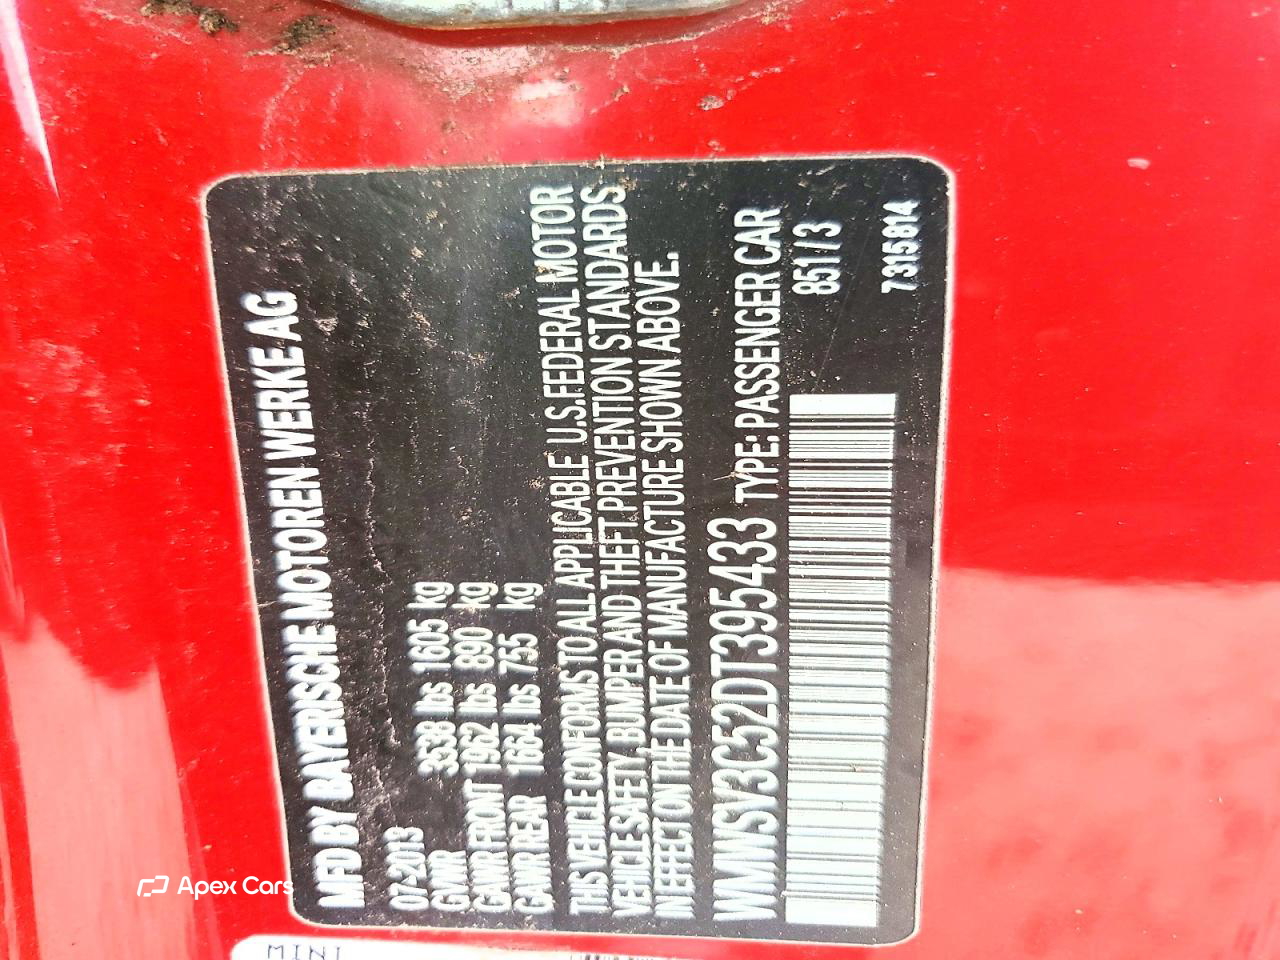 MFD BY BAYERISCHE MOTOREN WERKE AG
07-2013
GVWR 3538 lbs 1605 kg
GAWR FRONT 1962 lbs 890 kg
GAWR REAR 1664 lbs 755 kg
THIS VEHICLE CONFORMS TO ALL APPLICABLE U.S.FEDERAL MOTOR
VEHICLE SAFETY, BUMPER AND THEFT PREVENTION STANDARDS
IN EFFECT ON THE DATE OF MANUFACTURE SHOWN ABOVE.
WMWSV3C52DT395433 TYPE: PASSENGER CAR
851/3
7 315 814
MINI
Apex Cars